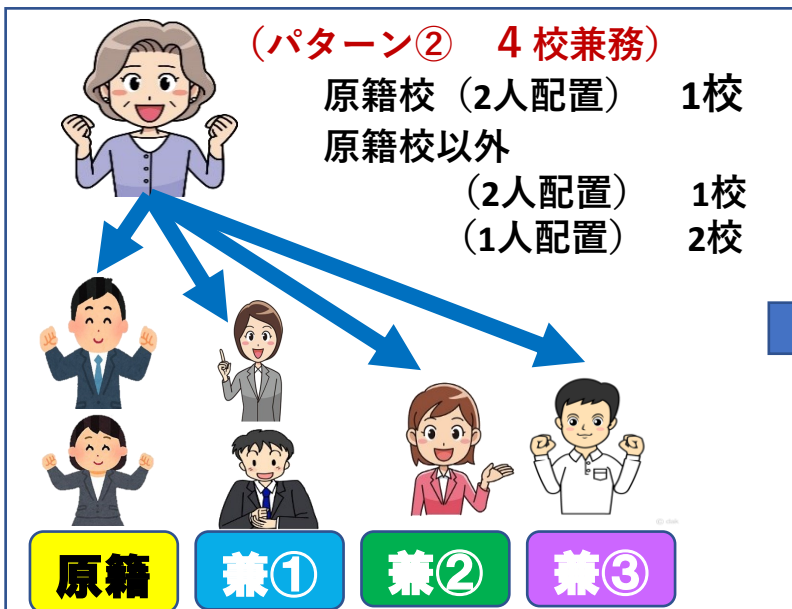 （パターン②　４校兼務）
原籍校（2人配置）　1校
原籍校以外
（2人配置）　1校
（1人配置）　2校
原籍
兼①
兼②
兼③